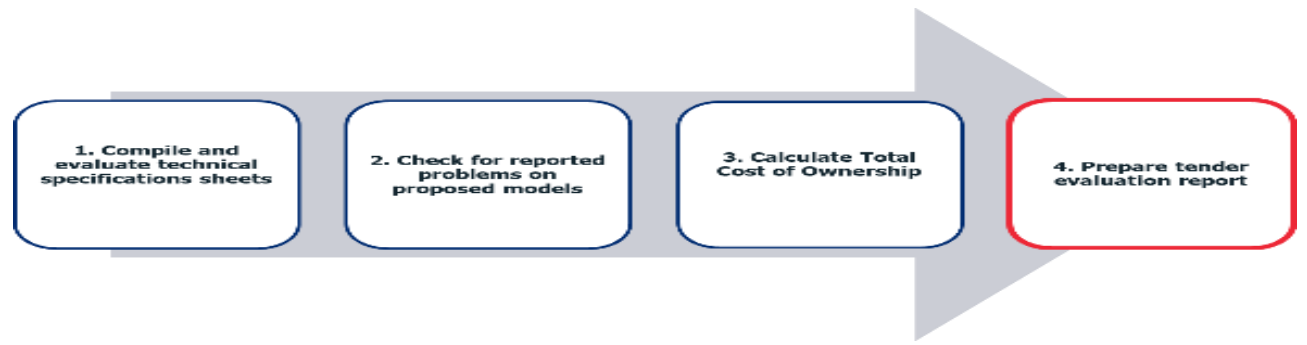 1. Compile and
evaluate technical
specifications sheets
2. Check for reported
problems on
proposed models
3. Calculate Total
Cost of Ownership
4. Prepare tender
evaluation report